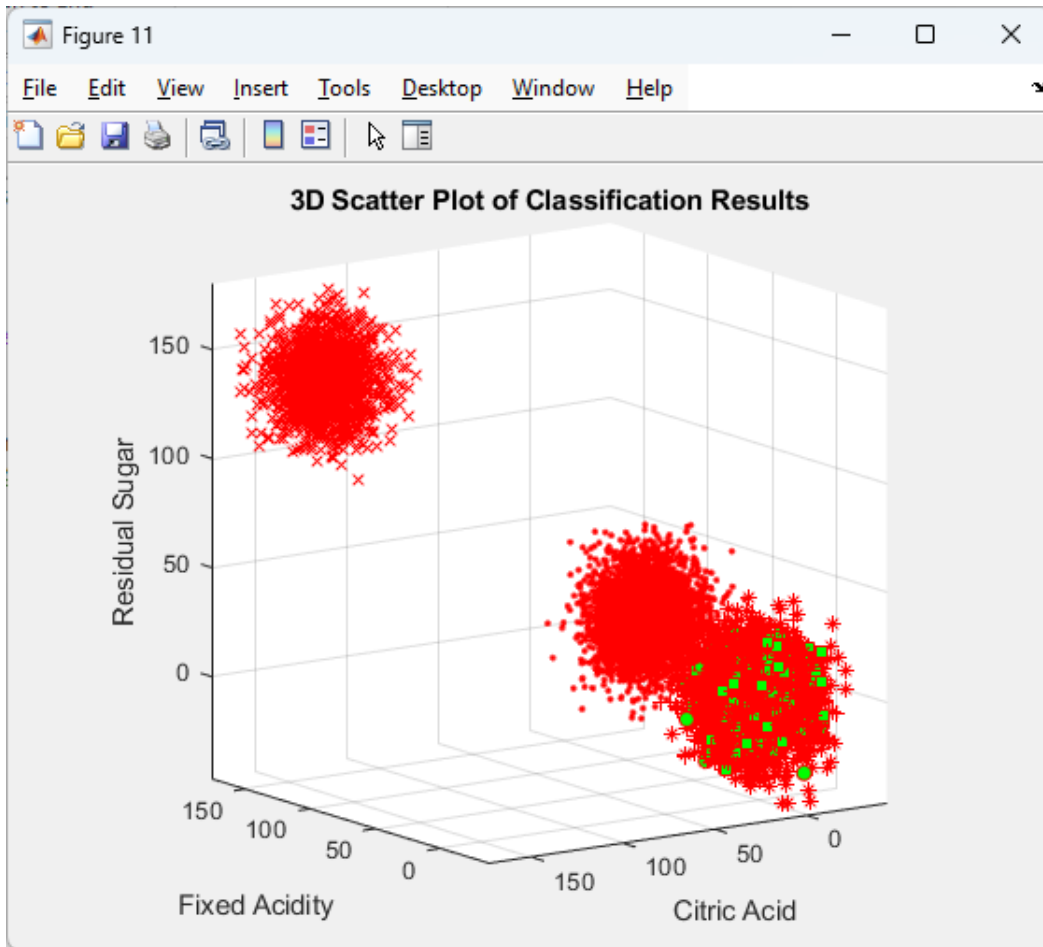 Figure 11
File Edit View Insert Tools Desktop Window Help
3D Scatter Plot of Classification Results
150
100
50
0
Residual Sugar
150
100
50
0
Fixed Acidity
150
100
50
0
Citric Acid